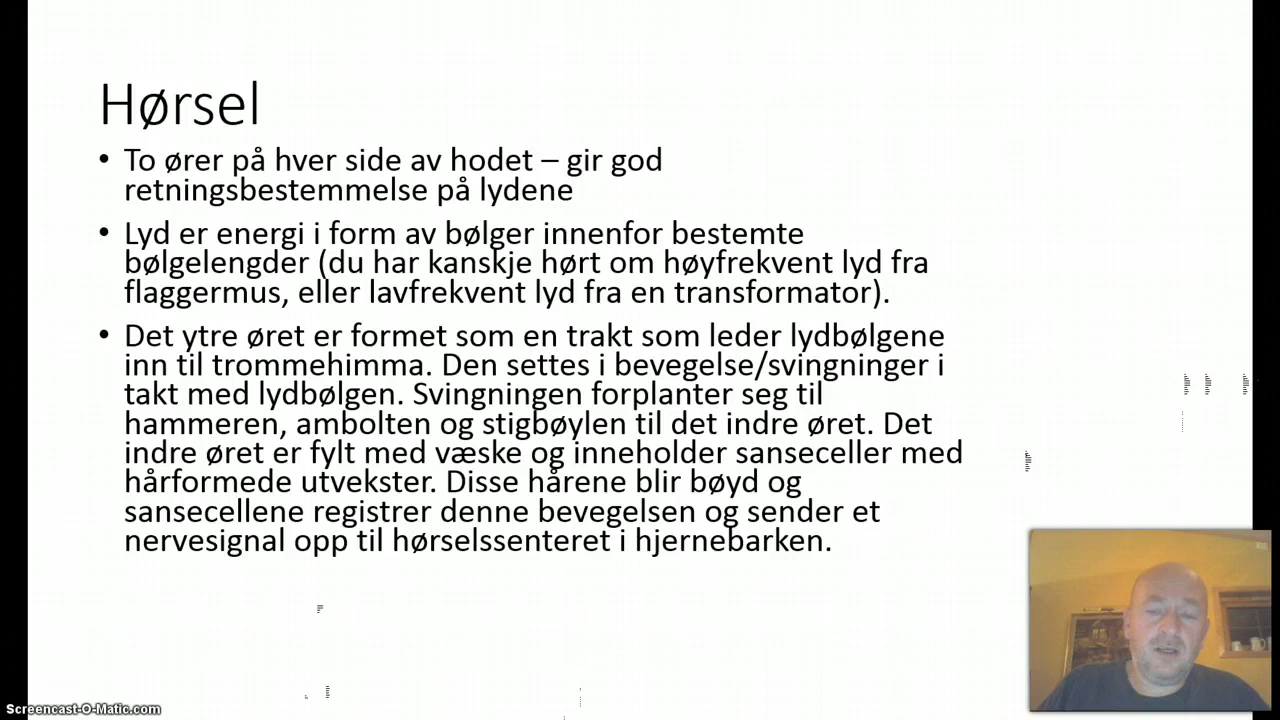 Hørsel
• To ører på hver side av hodet – gir god
retningsbestemmelse på lydene
• Lyd er energi i form av bølger innenfor bestemte
bølgelengder (du har kanskje hørt om høyfrekvent lyd fra
flaggermus, eller lavfrekvent lyd fra en transformator).
• Det ytre øret er formet som en trakt som leder lydbølgene
inn til trommehimma. Den settes i bevegelse/svingninger i
takt med lydbølgen. Svingningen forplanter seg til
hammeren, ambolten og stigbøylen til det indre øret. Det
indre øret er fylt med væske og inneholder sanseceller med
hårformede utvekster. Disse hårene blir bøyd og
sansecellene registrer denne bevegelsen og sender et
nervesignal opp til hørselssenteret i hjernebarken.
Screencast-O-Matic.com